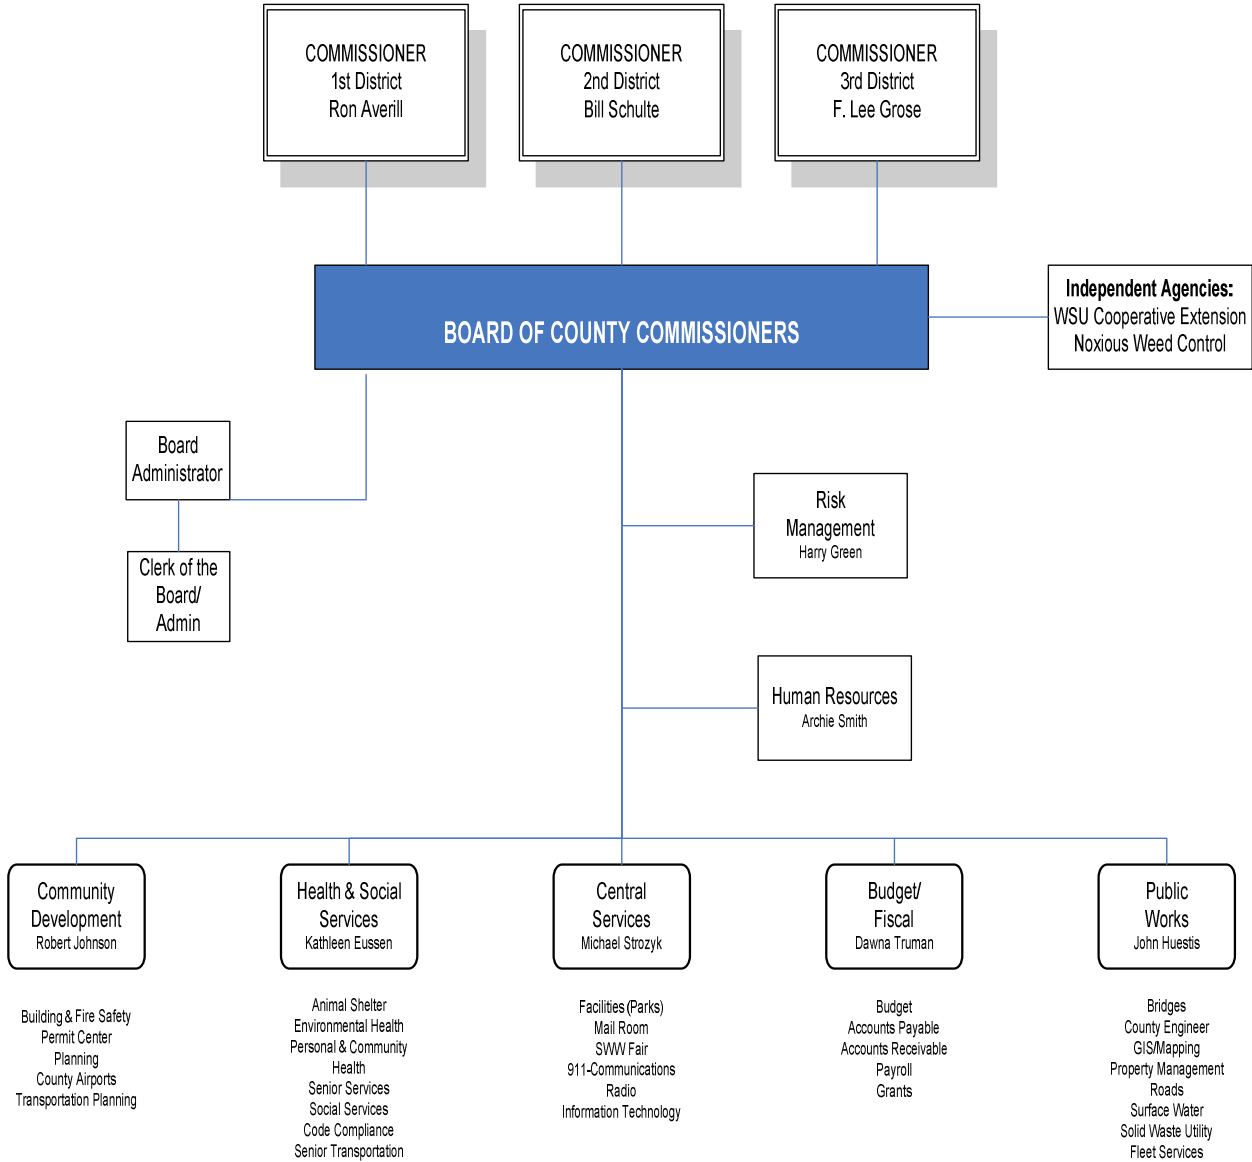 COMMISSIONER
1st District
Ron Averill
COMMISSIONER
2nd District
Bill Schulte
COMMISSIONER
3rd District
F. Lee Grose
BOARD OF COUNTY COMMISSIONERS
Independent Agencies:
WSU Cooperative Extension
Noxious Weed Control
Board
Administrator
Clerk of the
Board/
Admin
Risk
Management
Harry Green
Human Resources
Archie Smith
Community
Development
Robert Johnson
Health & Social
Services
Kathleen Eussen
Central
Services
Michael Strozyk
Budget/
Fiscal
Dawna Truman
Public
Works
John Huestis
Building & Fire Safety
Permit Center
Planning
County Airports
Transportation Planning
Animal Shelter
Environmental Health
Personal & Community
Health
Senior Services
Social Services
Code Compliance
Senior Transportation
Facilities (Parks)
Mail Room
SWW Fair
911-Communications
Radio
Information Technology
Budget
Accounts Payable
Accounts Receivable
Payroll
Grants
Bridges
County Engineer
GIS/Mapping
Property Management
Roads
Surface Water
Solid Waste Utility
Fleet Services